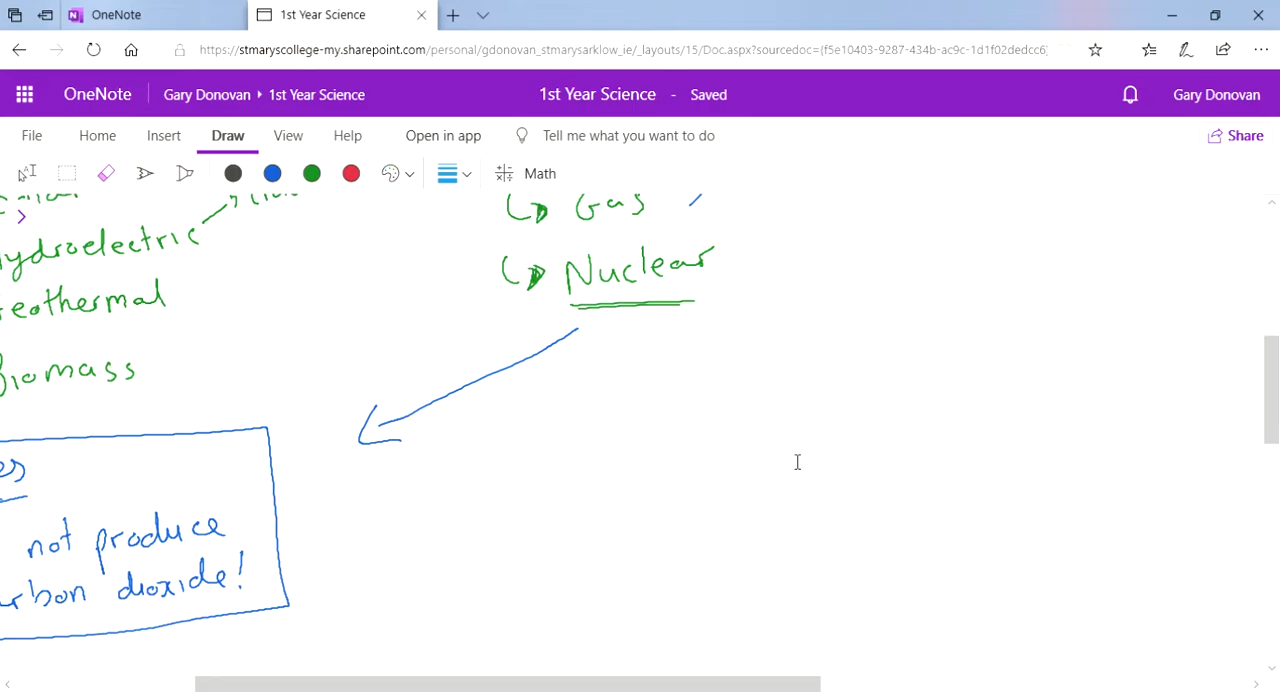 OneNote
1st Year Science
https://stmaryscollege-my.sharepoint.com/personal/gdonovan_stmarysarklow_ie/_layouts/15/Doc.aspx?sourcedoc={f5e10403-9287-434b-ac9c-1d1f02dedcc6}
OneNote
Gary Donovan ▸ 1st Year Science
1st Year Science - Saved
Gary Donovan
File Home Insert Draw View Help Open in app Tell me what you want to do Share
Math
Gas
ydroelectric
Nuclear
eothermal
Biomass
es
not produce
rbon dioxide!